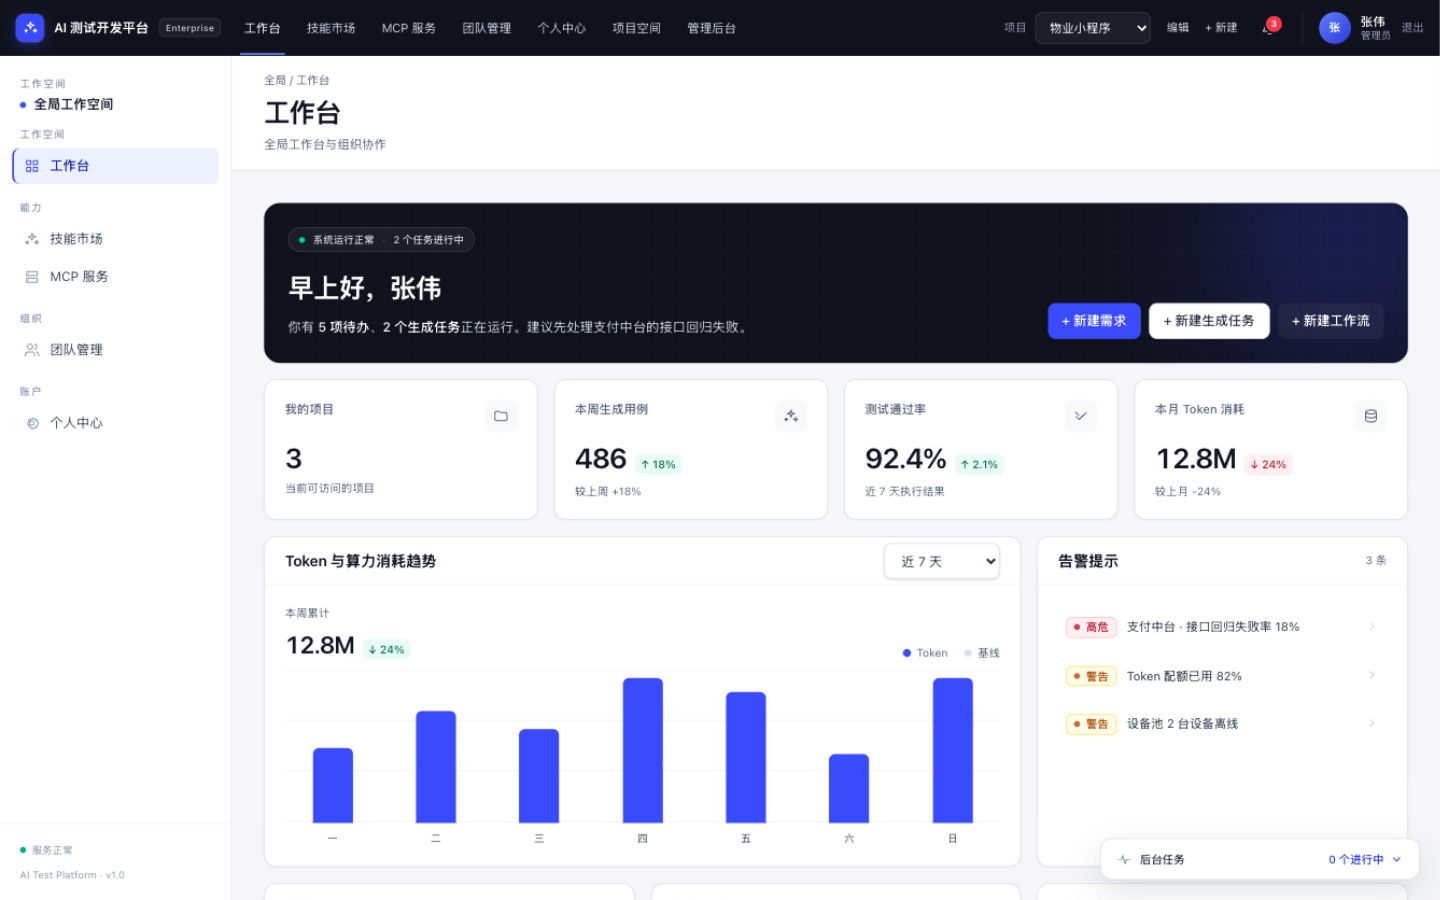 AI 测试开发平台 Enterprise 工作台 技能市场 MCP 服务 团队管理 个人中心 项目空间 管理后台 项目 物业小程序 编辑 + 新建 3 张 张伟 管理员 退出
工作空间
全局工作空间
工作空间
工作台
能力
技能市场
MCP 服务
组织
团队管理
账户
个人中心
服务正常
AI Test Platform · v1.0
全局 / 工作台
工作台
全局工作台与组织协作
系统运行正常 · 2 个任务进行中
早上好，张伟
你有 5 项待办、2 个生成任务正在运行。建议先处理支付中台的接口回归失败。
+ 新建需求 + 新建生成任务 + 新建工作流
我的项目
3
当前可访问的项目
本周生成用例
486 ↑ 18%
较上周 +18%
测试通过率
92.4% ↑ 2.1%
近 7 天执行结果
本月 Token 消耗
12.8M ↓ 24%
较上月 -24%
Token 与算力消耗趋势 近 7 天
本周累计
12.8M ↓ 24%
Token 基线
一 二 三 四 五 六 日
告警提示 3 条
高危 支付中台 · 接口回归失败率 18%
警告 Token 配额已用 82%
警告 设备池 2 台设备离线
后台任务 0 个进行中